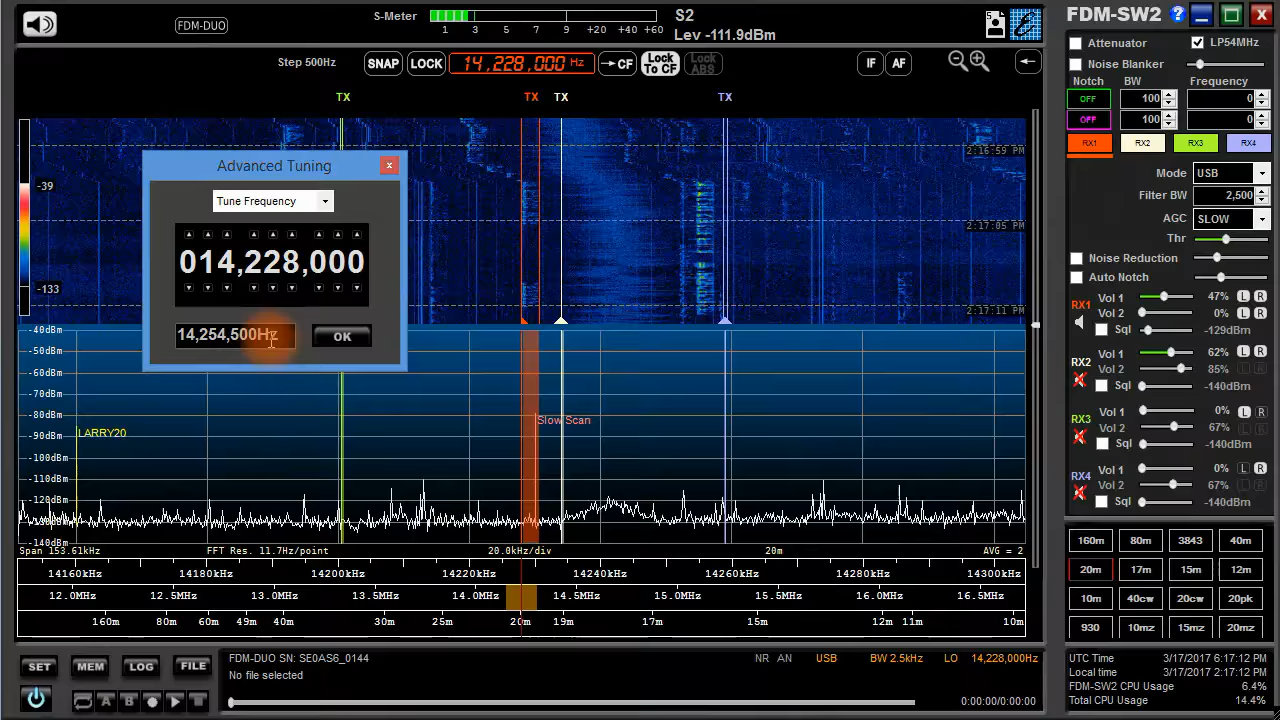 FDM-DUO
S-Meter
1 3 5 7 9 +20 +40 +60
S2
Lev -111.9dBm
FDM-SW2
Step 500Hz
SNAP
LOCK
14,228,000 Hz
→CF
Lock To CF
Lock ABS
IF
AF
TX
TX
TX
TX
-39
-133
2:16:59 PM
2:17:05 PM
2:17:11 PM
Advanced Tuning
Tune Frequency
014,228,000
14,254,500Hz
OK
-40dBm
-50dBm
-60dBm
-70dBm
-80dBm
-90dBm
-100dBm
-110dBm
-120dBm
-130dBm
-140dBm
LARRY20
Slow Scan
Span 153.61kHz
FFT Res. 11.7Hz/point
20.0kHz/div
20m
AVG = 2
14160kHz 14180kHz 14200kHz 14220kHz 14240kHz 14260kHz 14280kHz 14300kHz
12.0MHz 12.5MHz 13.0MHz 13.5MHz 14.0MHz 14.5MHz 15.0MHz 15.5MHz 16.0MHz 16.5MHz
160m 80m 60m 49m 40m 30m 25m 20m 19m 17m 15m 12m 11m 10m
SET
MEM
LOG
FILE
A
B
FDM-DUO SN: SE0AS6_0144
NR AN
USB
BW 2.5kHz
LO 14,228,000Hz
No file selected
0:00:00/0:00:00
Attenuator
LP54MHz
Noise Blanker
Notch BW Frequency
OFF 100 0
OFF 100 0
RX1 RX2 RX3 RX4
Mode USB
Filter BW 2,500
AGC SLOW
Thr
Noise Reduction
Auto Notch
RX1
Vol 1 47% L R
Vol 2 0% L R
Sql -129dBm
RX2
Vol 1 62% L R
Vol 2 85% L R
Sql -140dBm
RX3
Vol 1 0% L R
Vol 2 67% L R
Sql -140dBm
RX4
Vol 1 0% L R
Vol 2 67% L R
Sql -140dBm
160m 80m 3843 40m
20m 17m 15m 12m
10m 40cw 20cw 20pk
930 10mz 15mz 20mz
UTC Time 3/17/2017 6:17:12 PM
Local time 3/17/2017 2:17:12 PM
FDM-SW2 CPU Usage 6.4%
Total CPU Usage 14.4%